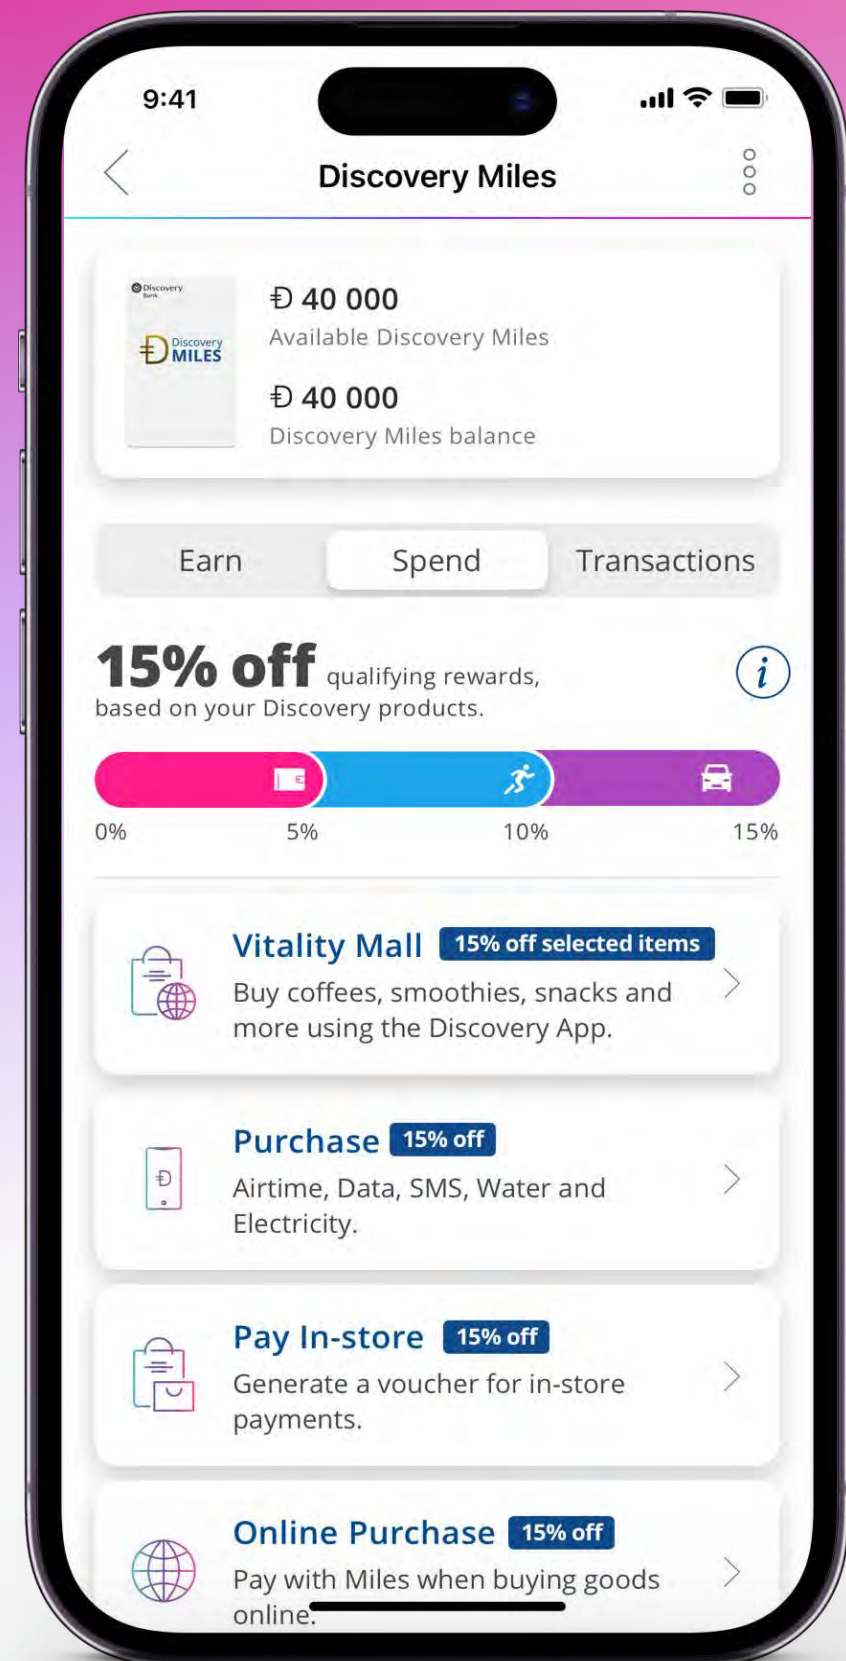 9:41
Discovery Miles
Discovery
Bank
Discovery
MILES
Đ 40 000
Available Discovery Miles
Đ 40 000
Discovery Miles balance
Earn
Spend
Transactions
15% off qualifying rewards,
based on your Discovery products.
i
0%
5%
10%
15%
Vitality Mall
15% off selected items
Buy coffees, smoothies, snacks and
more using the Discovery App.
Purchase
15% off
Airtime, Data, SMS, Water and
Electricity.
Pay In-store
15% off
Generate a voucher for in-store
payments.
Online Purchase
15% off
Pay with Miles when buying goods
online.